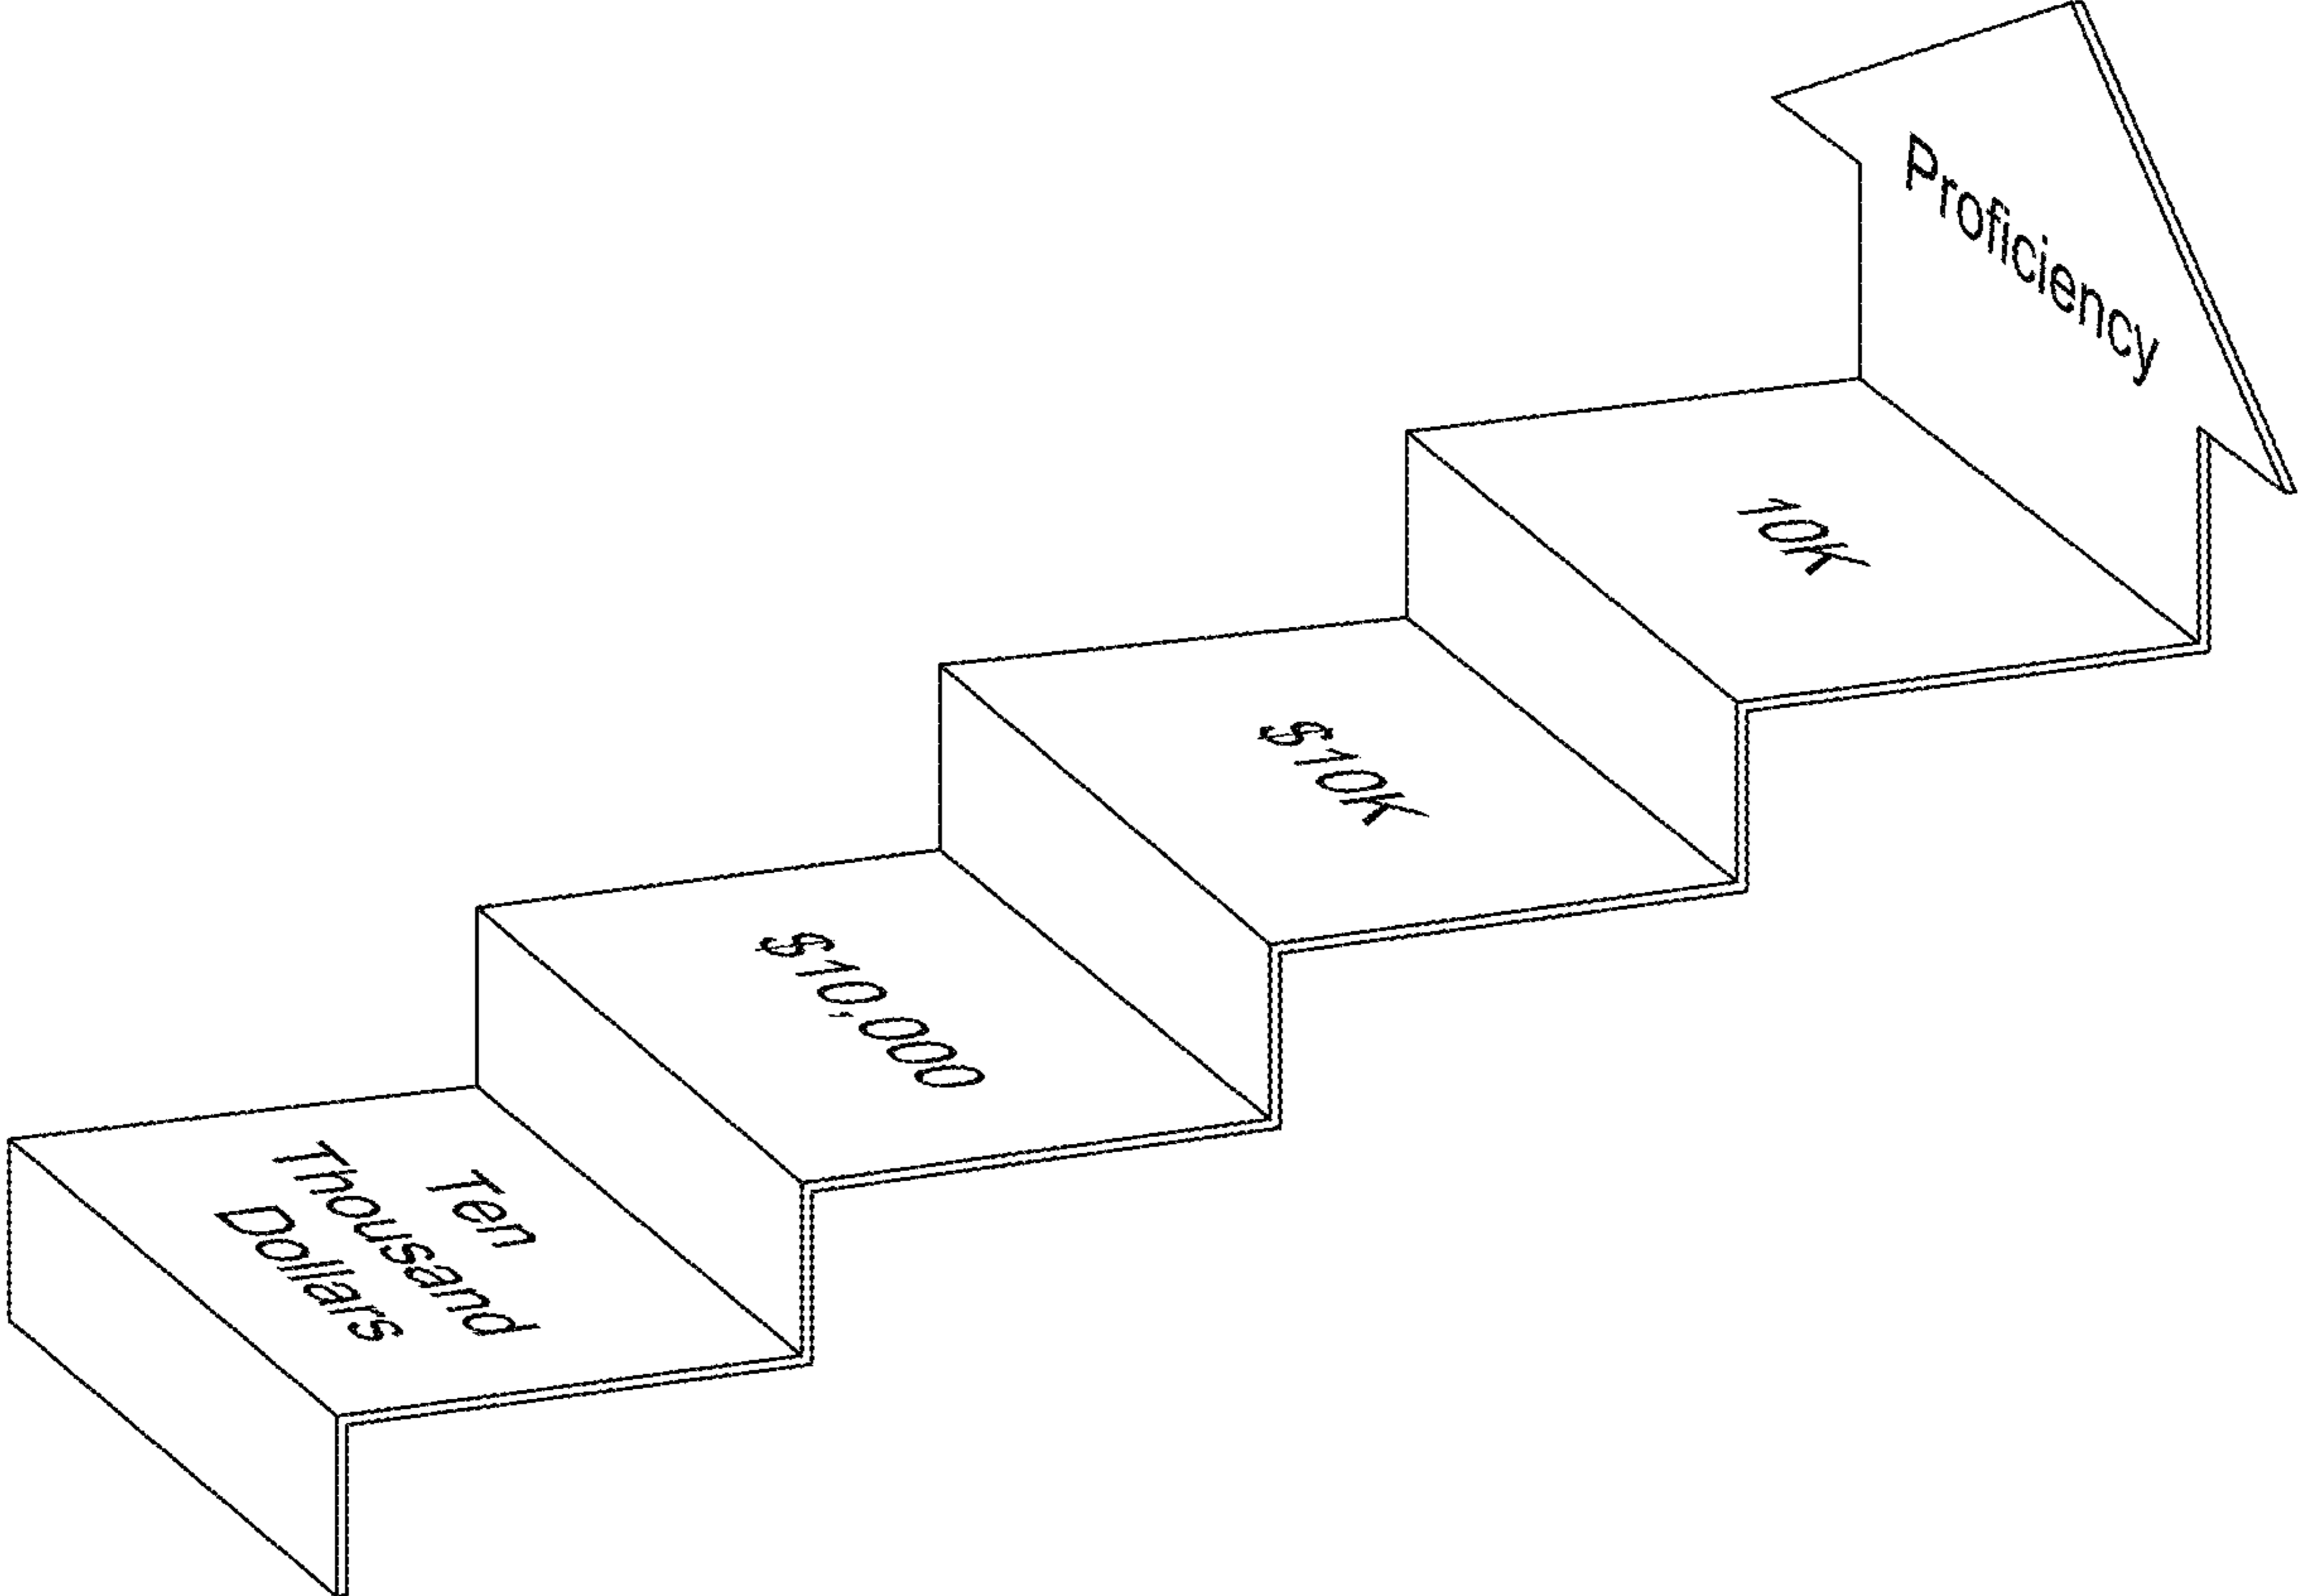 Ten
Thousand
Dollars
$10,000
$10K
10K
Proficiency